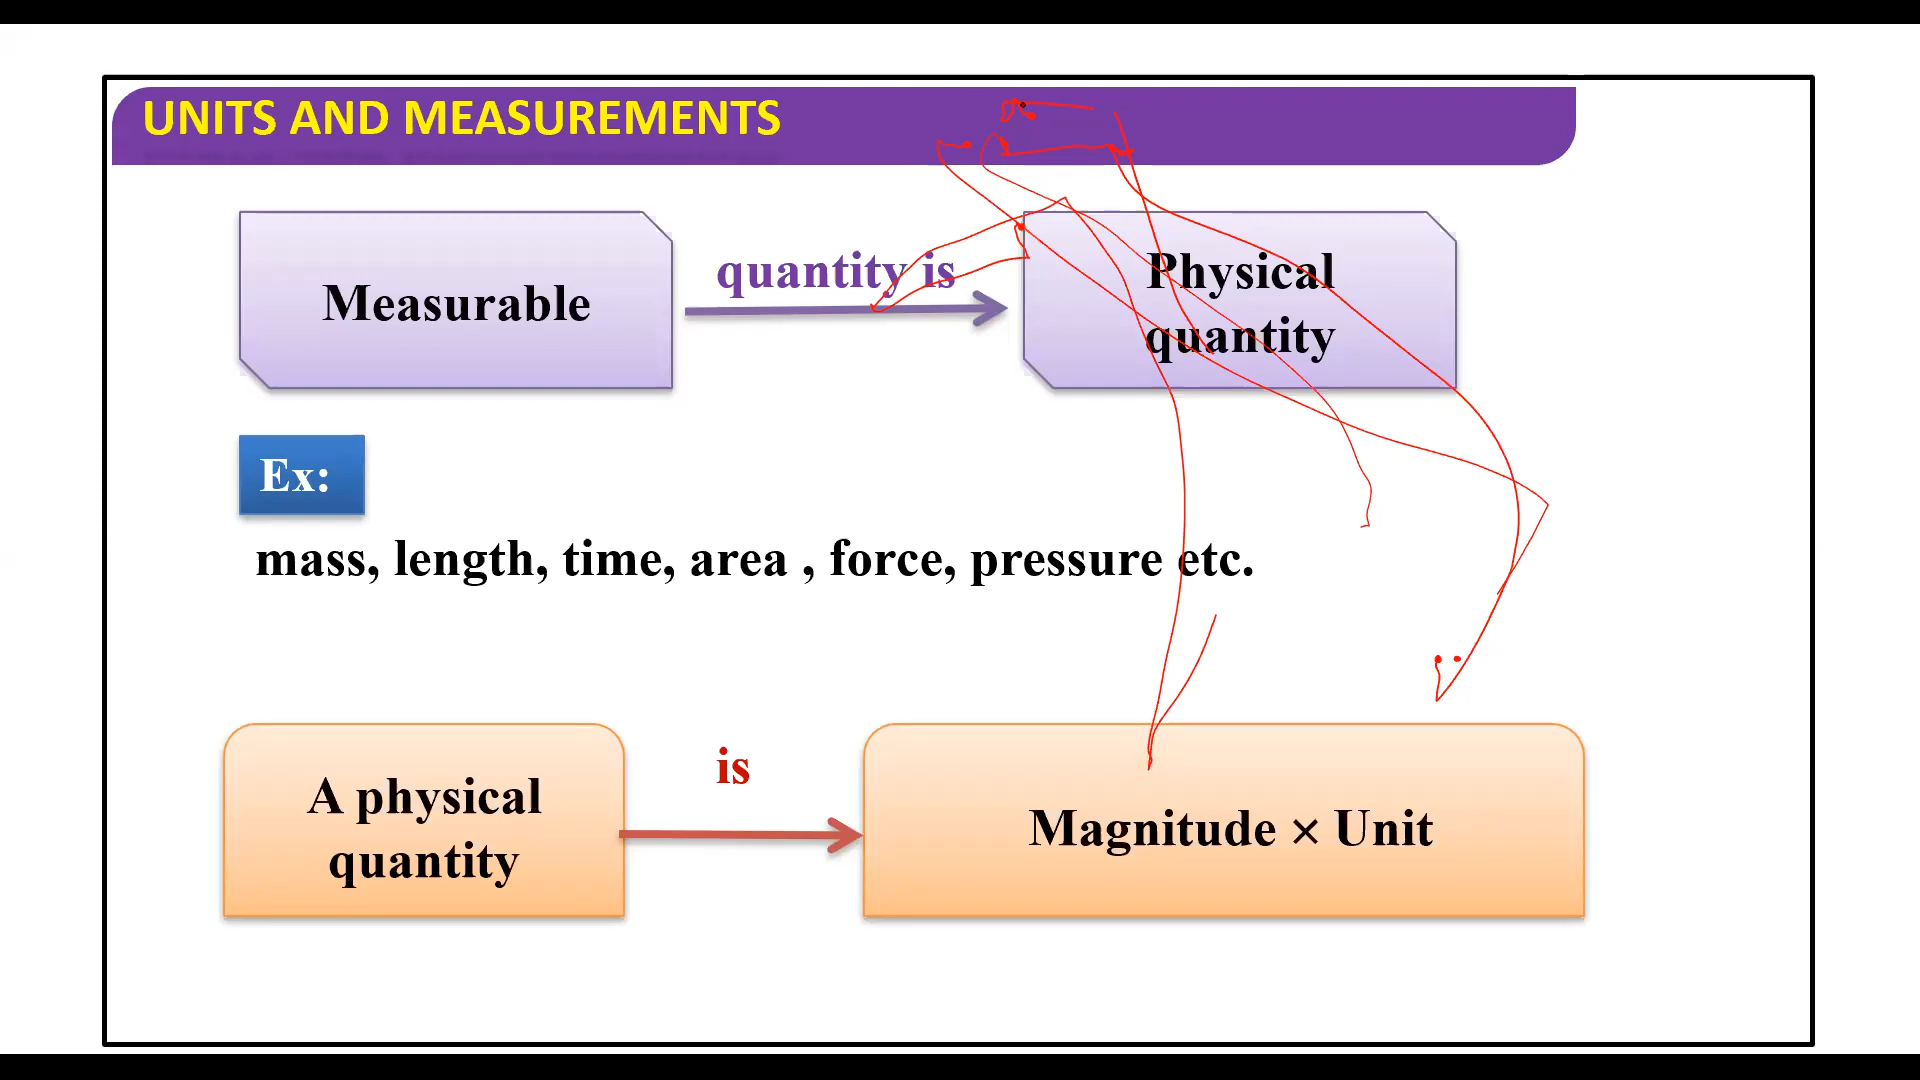 UNITS AND MEASUREMENTS
Measurable
quantity is
Physical
quantity
Ex:
mass, length, time, area , force, pressure etc.
A physical
quantity
is
Magnitude × Unit